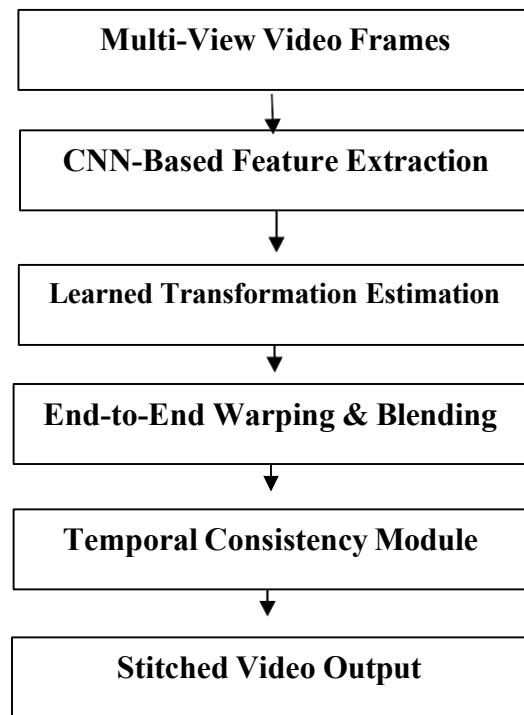 Multi-View Video Frames
CNN-Based Feature Extraction
Learned Transformation Estimation
End-to-End Warping & Blending
Temporal Consistency Module
Stitched Video Output